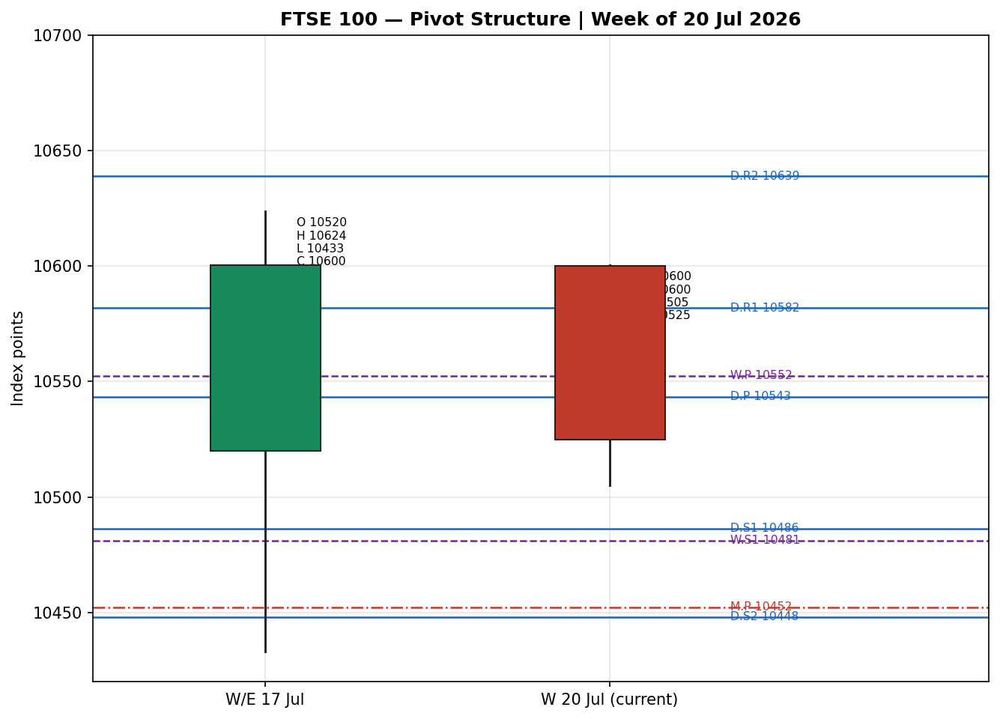 FTSE 100 — Pivot Structure | Week of 20 Jul 2026
Index points
10700
10650
10600
10550
10500
10450
D.R2 10639
O 10520
H 10624
L 10433
C 10600
D.R1 10582
W.P 10552
D.P 10543
D.S1 10486
W.S1 10481
M.P 10452
D.S2 10448
W/E 17 Jul
W 20 Jul (current)